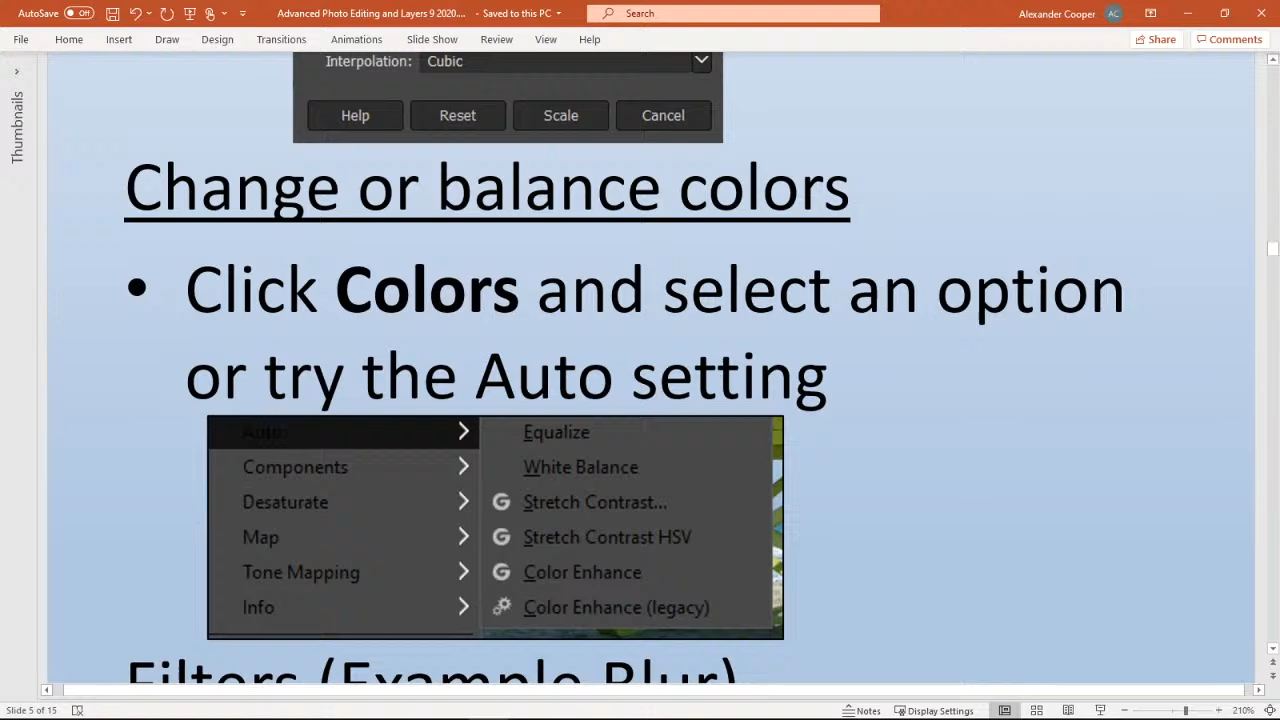 AutoSave Off Advanced Photo Editing and Layers 9 2020.... - Saved to this PC Search Alexander Cooper AC
File Home Insert Draw Design Transitions Animations Slide Show Review View Help Share Comments
Thumbnails
Interpolation: Cubic
Help Reset Scale Cancel
Change or balance colors
• Click Colors and select an option
or try the Auto setting
Auto Equalize
Components White Balance
Desaturate Stretch Contrast...
Map Stretch Contrast HSV
Tone Mapping Color Enhance
Info Color Enhance (legacy)
Filters (Example Blur)
Slide 5 of 15 Notes Display Settings 210%